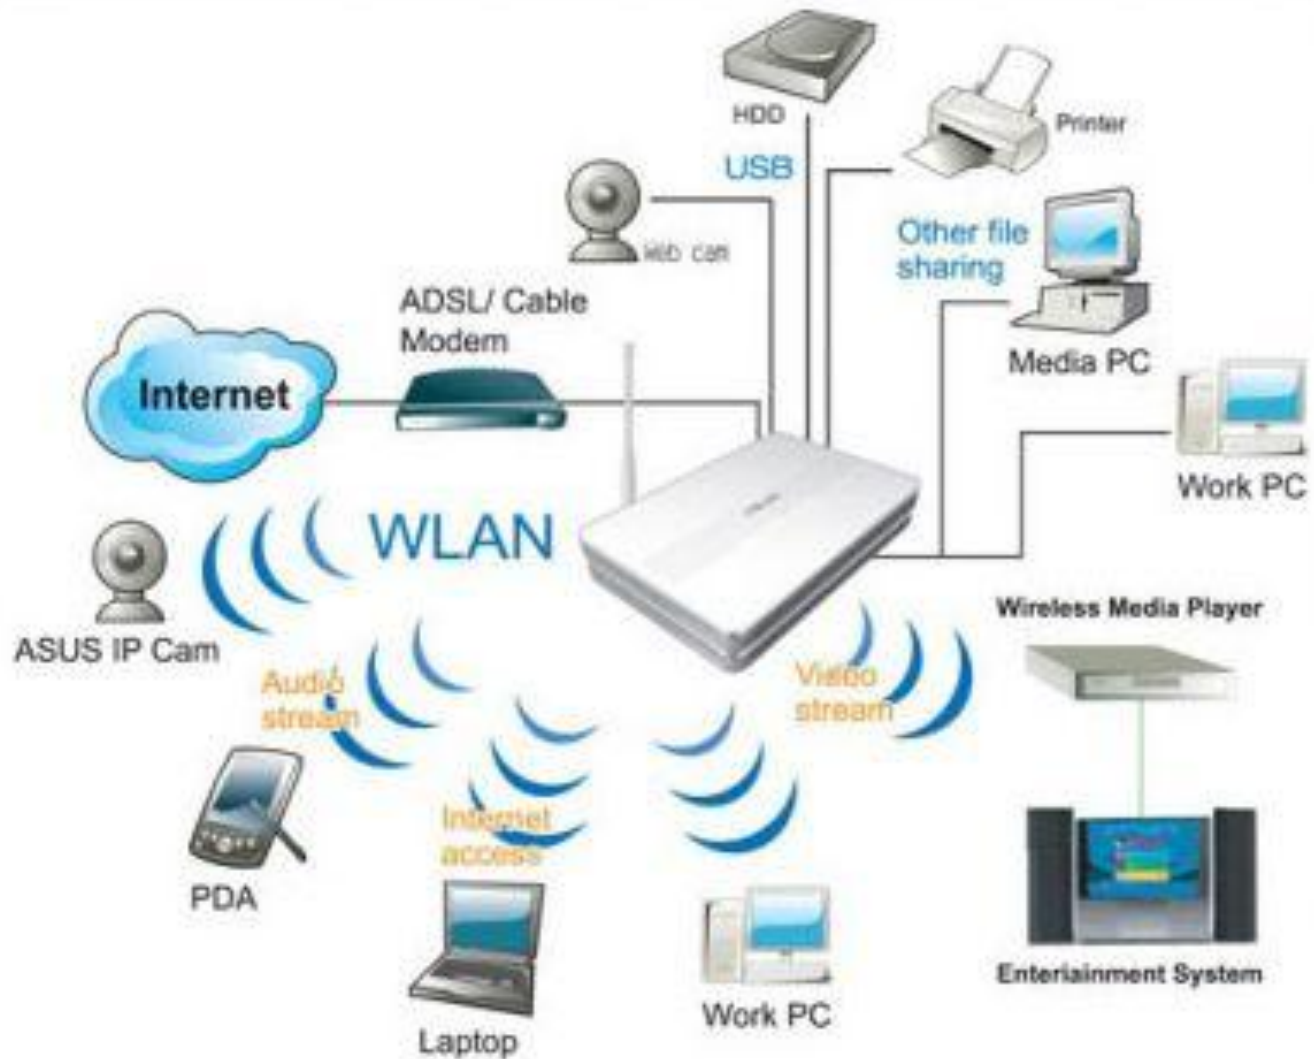 HDD
Printer
USB
Web cam
Other file
sharing
ADSL/ Cable
Modem
Media PC
Internet
Work PC
WLAN
Wireless Media Player
ASUS IP Cam
Audio
stream
Video
stream
Internet
access
PDA
Laptop
Work PC
Enteriainment System